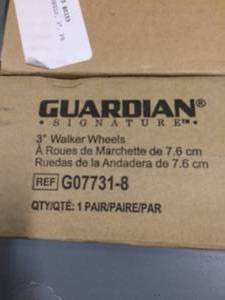 GUARDIAN®
SIGNATURE™
3" Walker Wheels
À Roues de Marchette de 7.6 cm
Ruedas de la Andadera de 7.6 cm
REF G07731-8
QTY/QTÉ: 1 PAIR/PAIRE/PAR